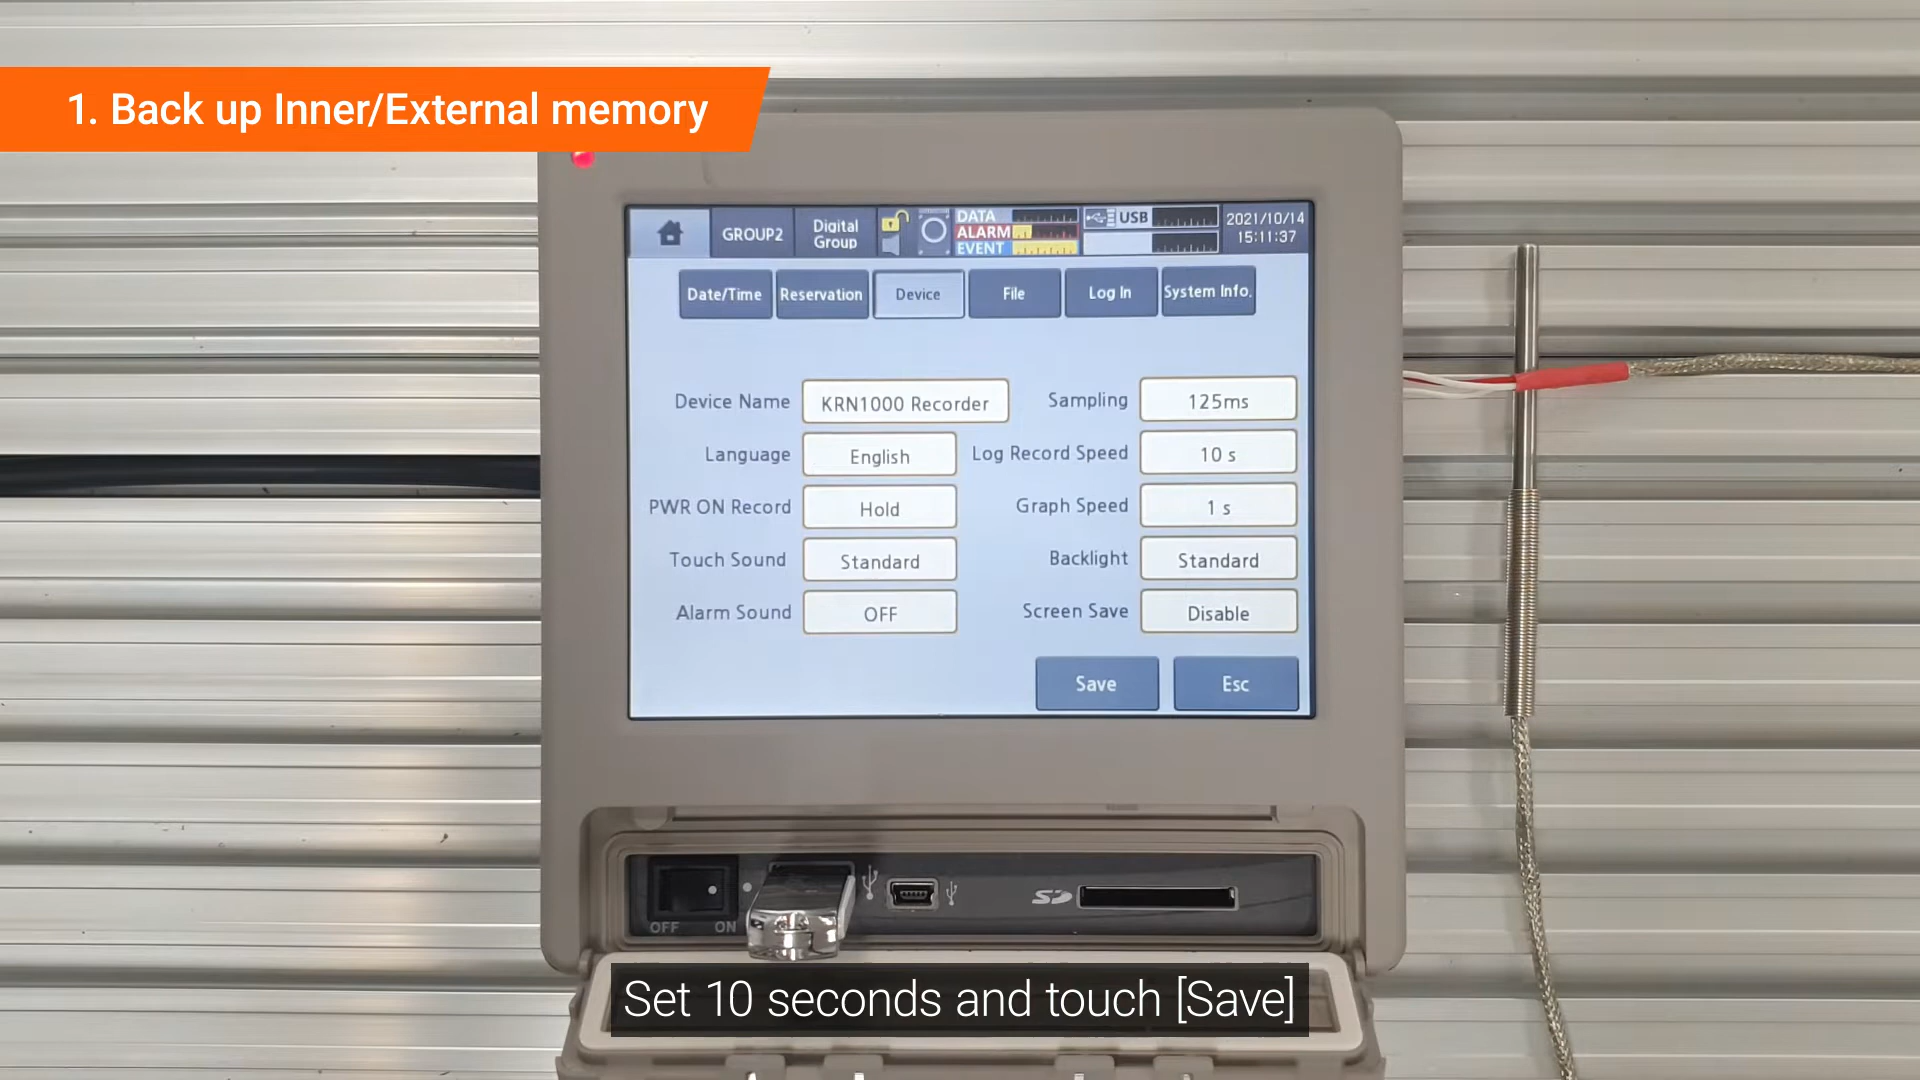 1. Back up Inner/External memory
GROUP2
Digital
Group
DATA
ALARM
EVENT
USB
2021/10/14
15:11:37
Date/Time
Reservation
Device
File
Log In
System Info.
Device Name
KRN1000 Recorder
Sampling
125ms
Language
English
Log Record Speed
10 s
PWR ON Record
Hold
Graph Speed
1 s
Touch Sound
Standard
Backlight
Standard
Alarm Sound
OFF
Screen Save
Disable
Save
Esc
OFF
ON
SD
Set 10 seconds and touch [Save]